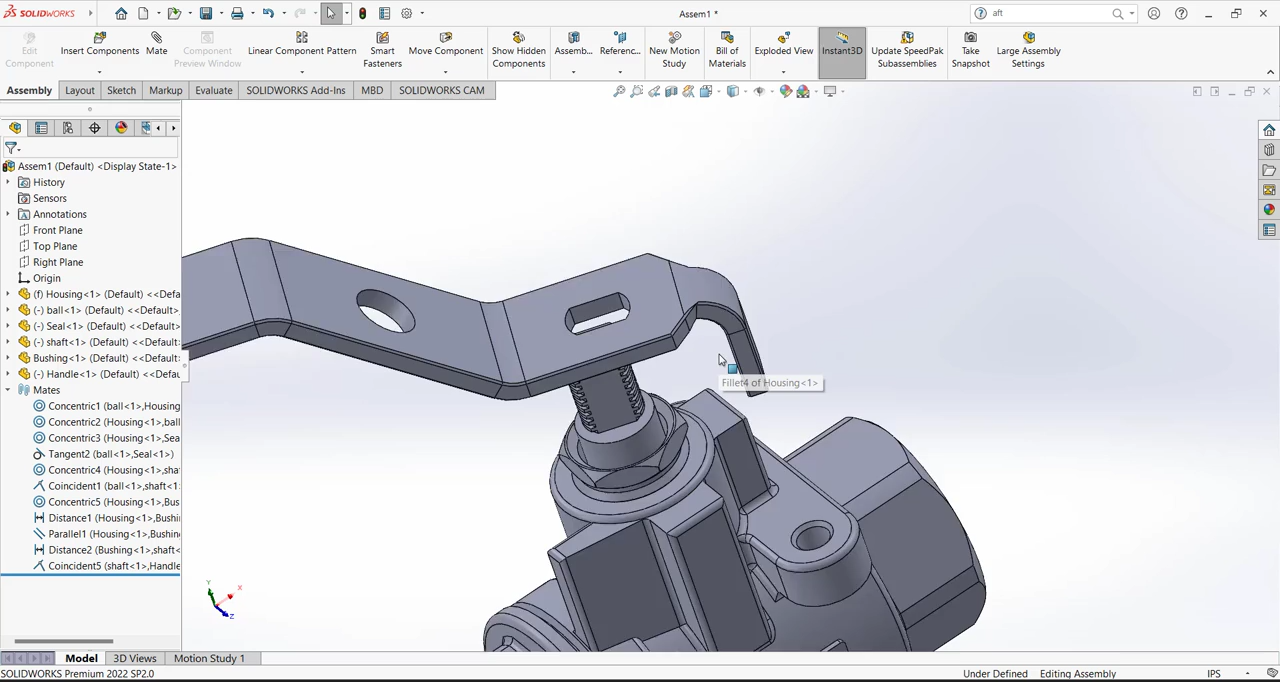 SOLIDWORKS
Assem1 *
aft
Edit Component
Insert Components
Mate
Component Preview Window
Linear Component Pattern
Smart Fasteners
Move Component
Show Hidden Components
Assemb...
Referenc...
New Motion Study
Bill of Materials
Exploded View
Instant3D
Update SpeedPak Subassemblies
Take Snapshot
Large Assembly Settings
Assembly
Layout
Sketch
Markup
Evaluate
SOLIDWORKS Add-Ins
MBD
SOLIDWORKS CAM
Assem1 (Default) <Display State-1>
History
Sensors
Annotations
Front Plane
Top Plane
Right Plane
Origin
(f) Housing<1> (Default) <<Defa
(-) ball<1> (Default) <<Default>
(-) Seal<1> (Default) <<Default>
(-) shaft<1> (Default) <<Default
Bushing<1> (Default) <<Default
(-) Handle<1> (Default) <<Defau
Mates
Concentric1 (ball<1>,Housing
Concentric2 (Housing<1>,ball
Concentric3 (Housing<1>,Sea
Tangent2 (ball<1>,Seal<1>)
Concentric4 (Housing<1>,sha
Coincident1 (ball<1>,shaft<1
Concentric5 (Housing<1>,Bus
Distance1 (Housing<1>,Bushi
Parallel1 (Housing<1>,Bushin
Distance2 (Bushing<1>,shaft<
Coincident5 (shaft<1>,Handle
Fillet4 of Housing<1>
Y
X
Z
Model
3D Views
Motion Study 1
SOLIDWORKS Premium 2022 SP2.0
Under Defined
Editing Assembly
IPS